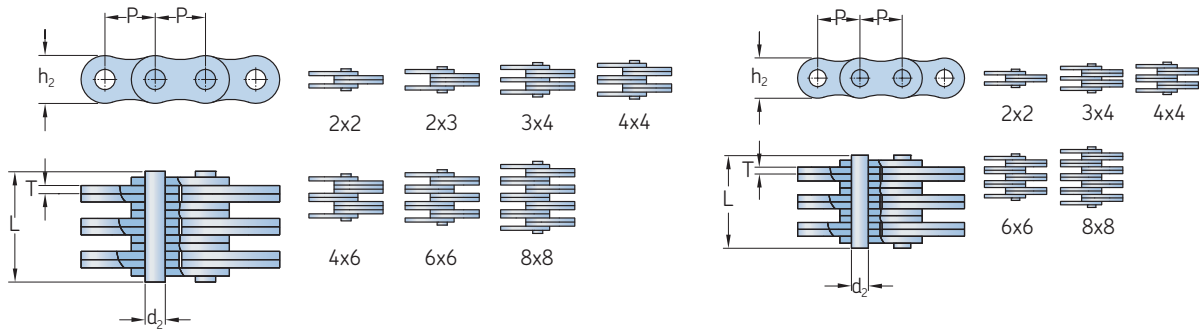 P P
h₂
2x2 2x3 3x4 4x4
T
L
d₂
4x6 6x6 8x8
P P
h₂
2x2 3x4 4x4
T
L
d₂
6x6 8x8